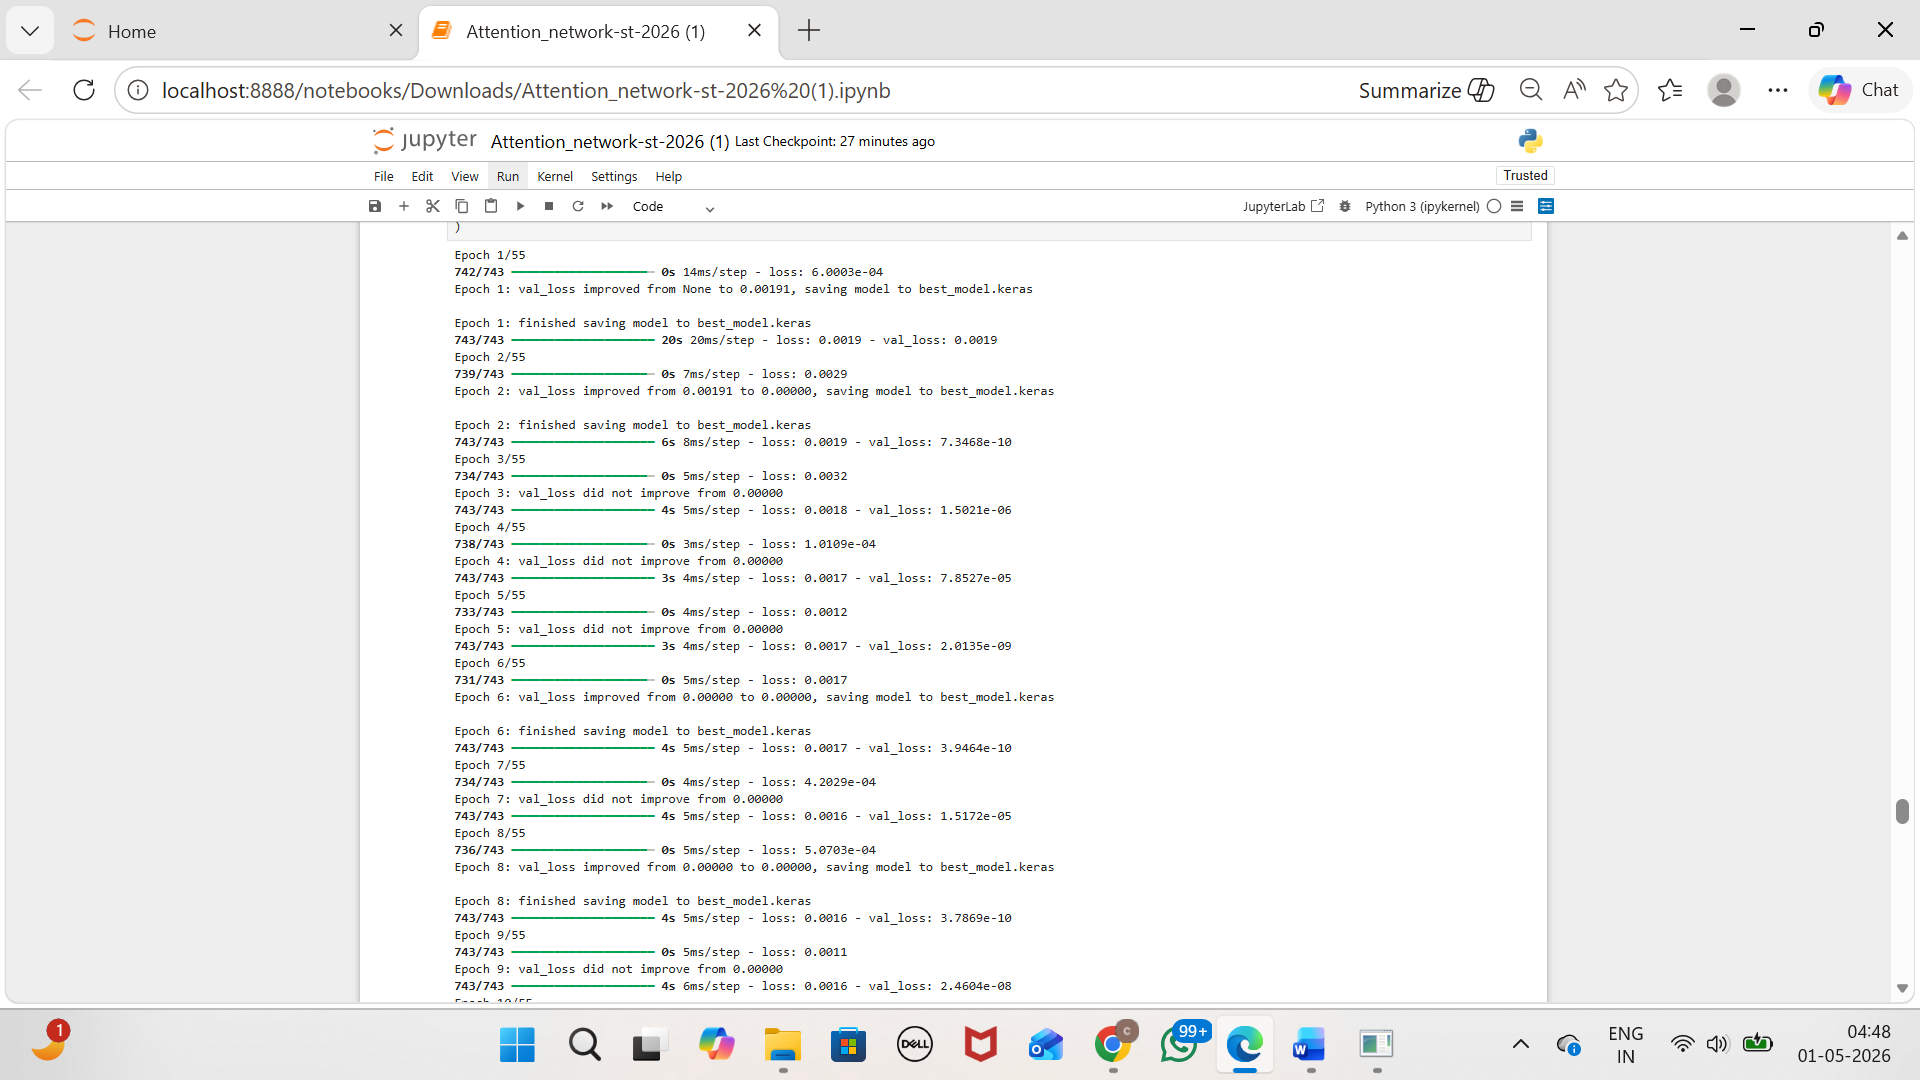 Home
Attention_network-st-2026 (1)
localhost:8888/notebooks/Downloads/Attention_network-st-2026%20(1).ipynb
Summarize
Chat
jupyter Attention_network-st-2026 (1) Last Checkpoint: 27 minutes ago
File Edit View Run Kernel Settings Help
Trusted
Code
JupyterLab
Python 3 (ipykernel)
)
Epoch 1/55
742/743 0s 14ms/step - loss: 6.0003e-04
Epoch 1: val_loss improved from None to 0.00191, saving model to best_model.keras
Epoch 1: finished saving model to best_model.keras
743/743 20s 20ms/step - loss: 0.0019 - val_loss: 0.0019
Epoch 2/55
739/743 0s 7ms/step - loss: 0.0029
Epoch 2: val_loss improved from 0.00191 to 0.00000, saving model to best_model.keras
Epoch 2: finished saving model to best_model.keras
743/743 6s 8ms/step - loss: 0.0019 - val_loss: 7.3468e-10
Epoch 3/55
734/743 0s 5ms/step - loss: 0.0032
Epoch 3: val_loss did not improve from 0.00000
743/743 4s 5ms/step - loss: 0.0018 - val_loss: 1.5021e-06
Epoch 4/55
738/743 0s 3ms/step - loss: 1.0109e-04
Epoch 4: val_loss did not improve from 0.00000
743/743 3s 4ms/step - loss: 0.0017 - val_loss: 7.8527e-05
Epoch 5/55
733/743 0s 4ms/step - loss: 0.0012
Epoch 5: val_loss did not improve from 0.00000
743/743 3s 4ms/step - loss: 0.0017 - val_loss: 2.0135e-09
Epoch 6/55
731/743 0s 5ms/step - loss: 0.0017
Epoch 6: val_loss improved from 0.00000 to 0.00000, saving model to best_model.keras
Epoch 6: finished saving model to best_model.keras
743/743 4s 5ms/step - loss: 0.0017 - val_loss: 3.9464e-10
Epoch 7/55
734/743 0s 4ms/step - loss: 4.2029e-04
Epoch 7: val_loss did not improve from 0.00000
743/743 4s 5ms/step - loss: 0.0016 - val_loss: 1.5172e-05
Epoch 8/55
736/743 0s 5ms/step - loss: 5.0703e-04
Epoch 8: val_loss improved from 0.00000 to 0.00000, saving model to best_model.keras
Epoch 8: finished saving model to best_model.keras
743/743 4s 5ms/step - loss: 0.0016 - val_loss: 3.7869e-10
Epoch 9/55
743/743 0s 5ms/step - loss: 0.0011
Epoch 9: val_loss did not improve from 0.00000
743/743 4s 6ms/step - loss: 0.0016 - val_loss: 2.4604e-08
1
DELL
C
99+
W
ENG
IN
04:48
01-05-2026